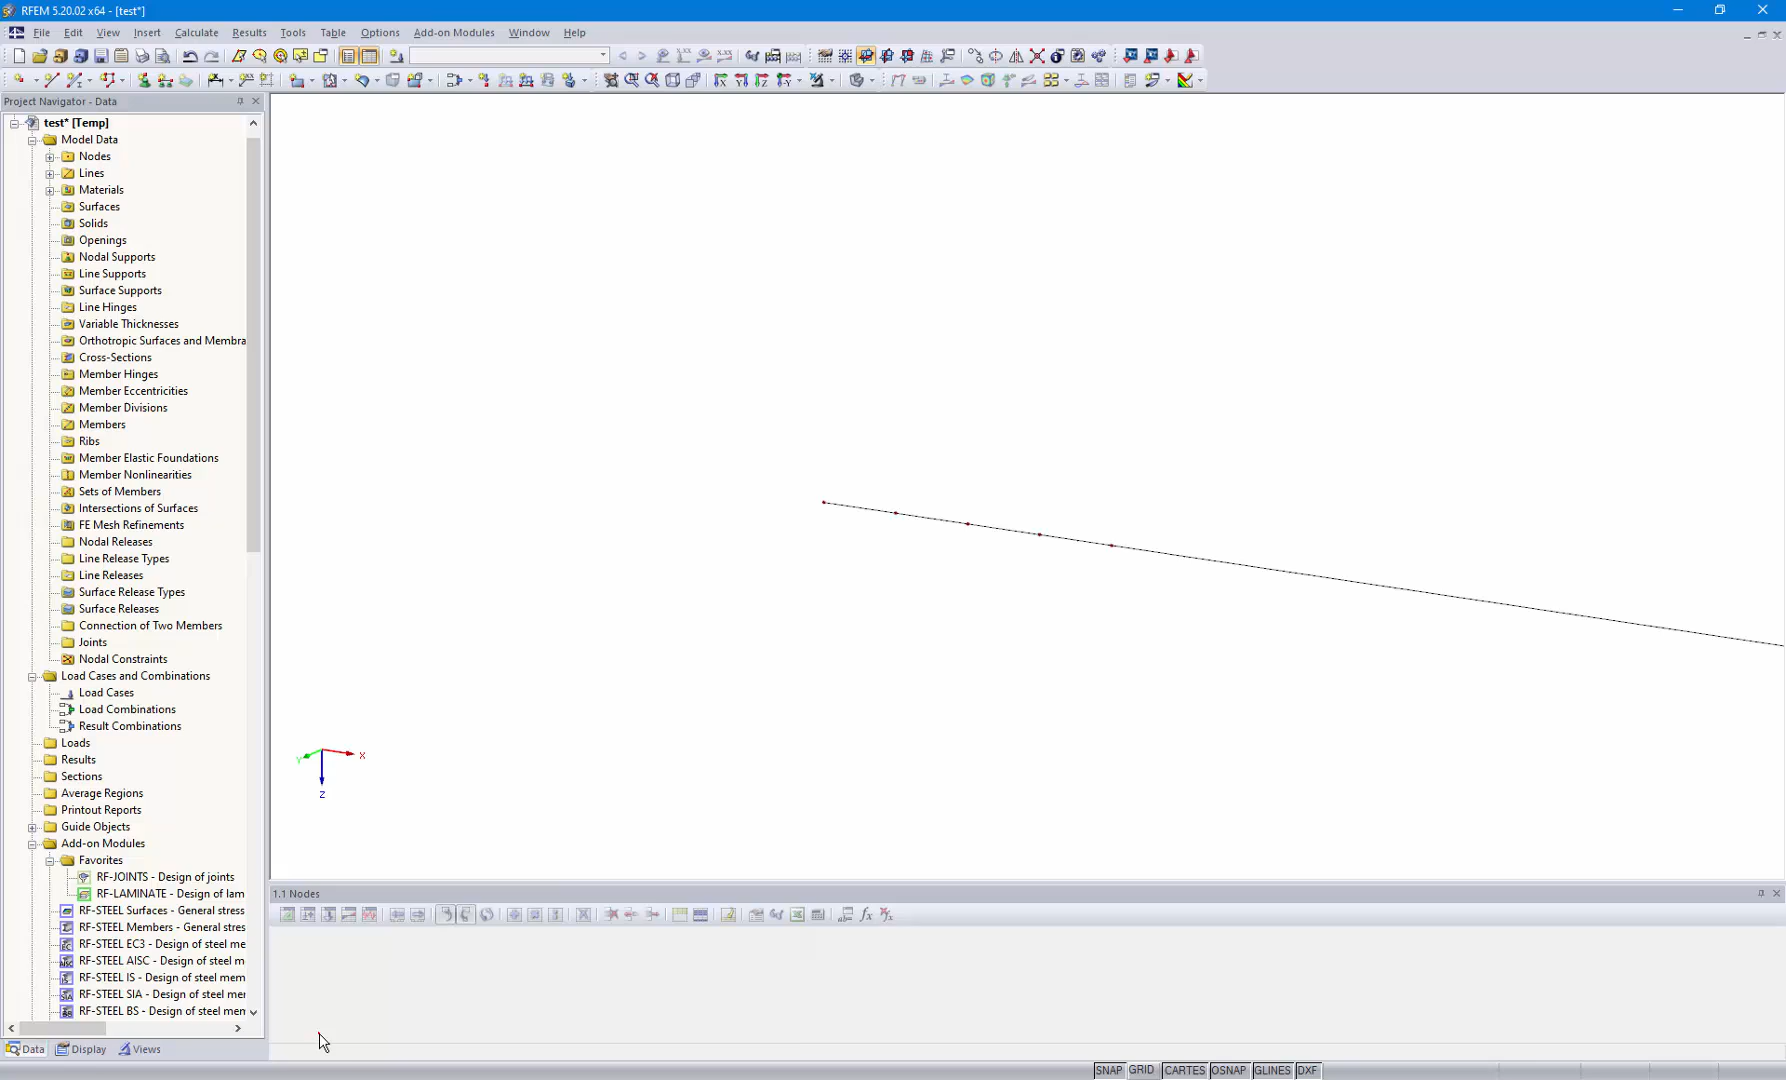 RFEM 5.20.02 x64 - [test*]
File Edit View Insert Calculate Results Tools Table Options Add-on Modules Window Help
Project Navigator - Data
test* [Temp]
Model Data
Nodes
Lines
Materials
Surfaces
Solids
Openings
Nodal Supports
Line Supports
Surface Supports
Line Hinges
Variable Thicknesses
Orthotropic Surfaces and Membra
Cross-Sections
Member Hinges
Member Eccentricities
Member Divisions
Members
Ribs
Member Elastic Foundations
Member Nonlinearities
Sets of Members
Intersections of Surfaces
FE Mesh Refinements
Nodal Releases
Line Release Types
Line Releases
Surface Release Types
Surface Releases
Connection of Two Members
Joints
Nodal Constraints
Load Cases and Combinations
Load Cases
Load Combinations
Result Combinations
Loads
Results
Sections
Average Regions
Printout Reports
Guide Objects
Add-on Modules
Favorites
RF-JOINTS - Design of joints
RF-LAMINATE - Design of lam
RF-STEEL Surfaces - General stress
RF-STEEL Members - General stres
RF-STEEL EC3 - Design of steel me
RF-STEEL AISC - Design of steel m
RF-STEEL IS - Design of steel mem
RF-STEEL SIA - Design of steel mer
RF-STEEL BS - Design of steel mem
Data Display Views
X
Y
Z
1.1 Nodes
SNAP GRID CARTES OSNAP GLINES DXF